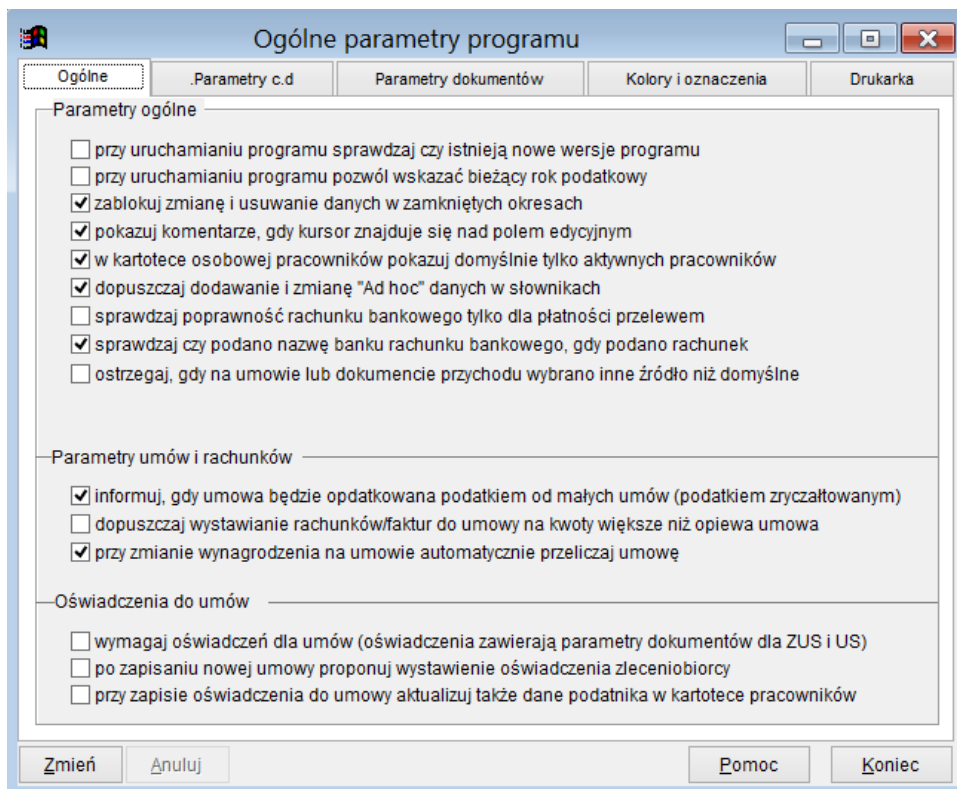 Ogólne parametry programu
Ogólne
.Parametry c.d
Parametry dokumentów
Kolory i oznaczenia
Drukarka
Parametry ogólne
przy uruchamianiu programu sprawdzaj czy istnieją nowe wersje programu
przy uruchamianiu programu pozwól wskazać bieżący rok podatkowy
zablokuj zmianę i usuwanie danych w zamkniętych okresach
pokazuj komentarze, gdy kursor znajduje się nad polem edycyjnym
w kartotece osobowej pracowników pokazuj domyślnie tylko aktywnych pracowników
dopuszczaj dodawanie i zmianę "Ad hoc" danych w słownikach
sprawdzaj poprawność rachunku bankowego tylko dla płatności przelewem
sprawdzaj czy podano nazwę banku rachunku bankowego, gdy podano rachunek
ostrzegaj, gdy na umowie lub dokumencie przychodu wybrano inne źródło niż domyślne
Parametry umów i rachunków
informuj, gdy umowa będzie opdatkowana podatkiem od małych umów (podatkiem zryczałtowanym)
dopuszczaj wystawianie rachunków/faktur do umowy na kwoty większe niż opiewa umowa
przy zmianie wynagrodzenia na umowie automatycznie przeliczaj umowę
Oświadczenia do umów
wymagaj oświadczeń dla umów (oświadczenia zawierają parametry dokumentów dla ZUS i US)
po zapisaniu nowej umowy proponuj wystawienie oświadczenia zleceniobiorcy
przy zapisie oświadczenia do umowy aktualizuj także dane podatnika w kartotece pracowników
Zmień
Anuluj
Pomoc
Koniec